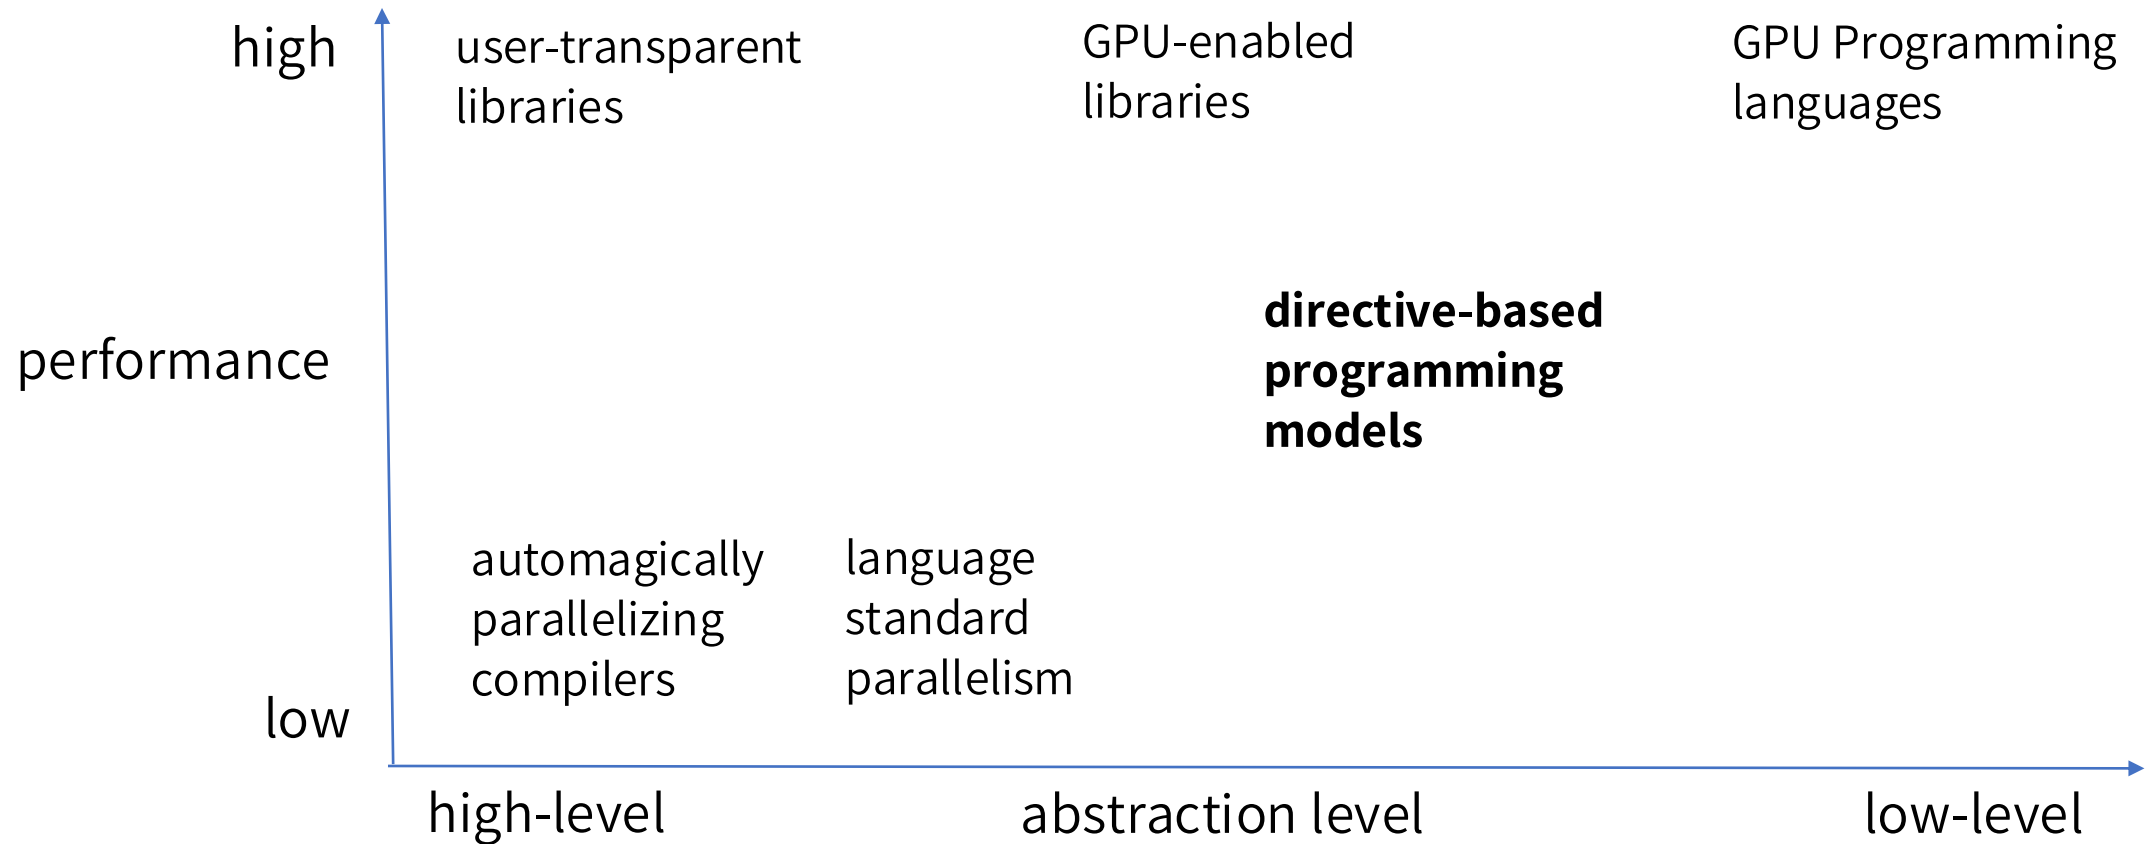 high
user-transparent
libraries
GPU-enabled
libraries
GPU Programming
languages
performance
directive-based
programming
models
automagically
parallelizing
compilers
language
standard
parallelism
low
high-level
abstraction level
low-level